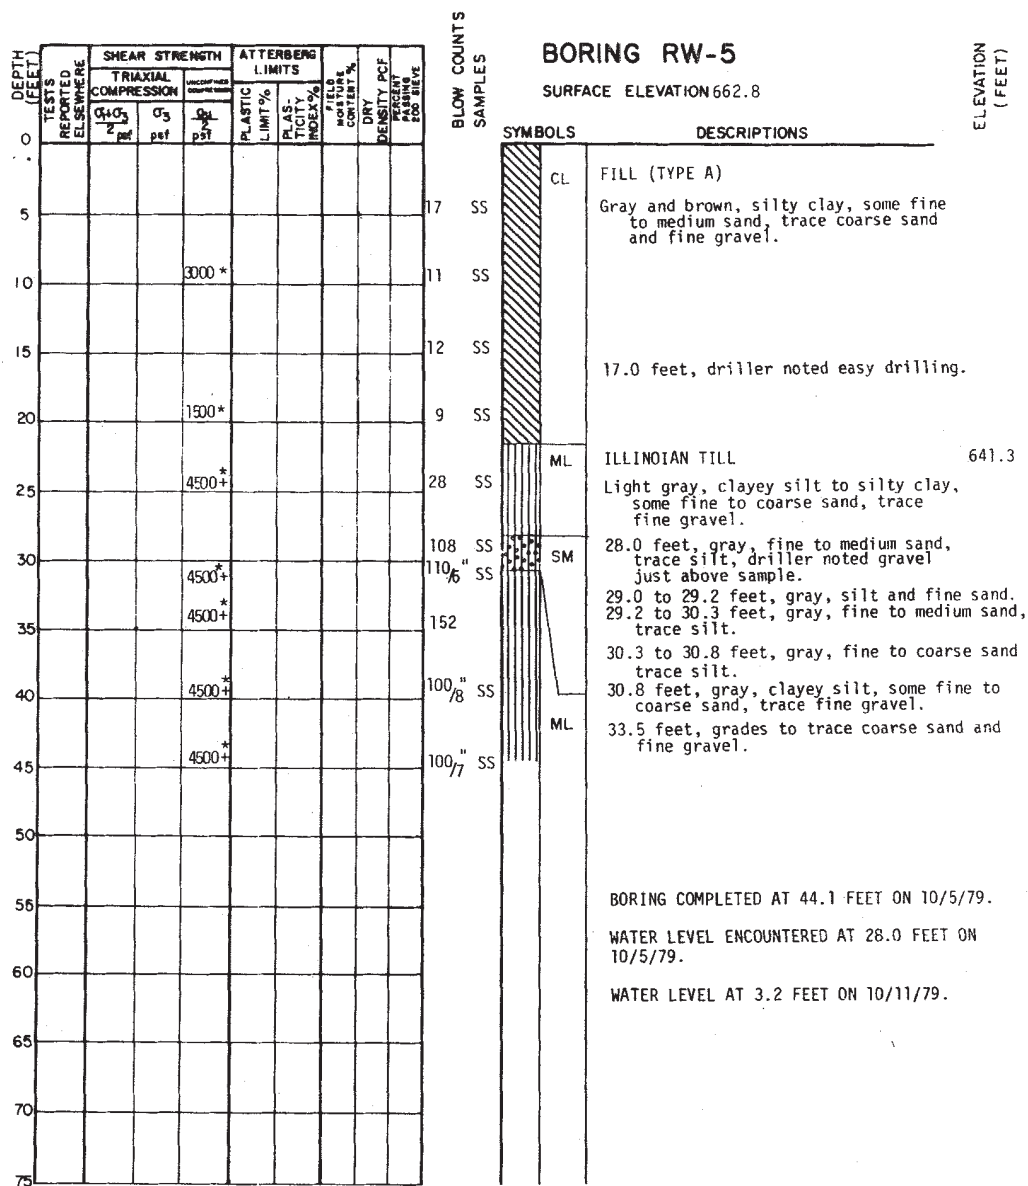 BORING RW-5
SURFACE ELEVATION 662.8
ELEVATION
(FEET)
DEPTH
(FEET)
TESTS
REPORTED
ELSEWHERE
SHEAR STRENGTH
TRIAXIAL
COMPRESSION
UNCONFINED
COMPRESSION
σ1+σ3
2 psf
σ3
psf
qu
2
psf
ATTERBERG
LIMITS
PLASTIC
LIMIT%
PLAS-
TICITY
INDEX%
FIELD
MOISTURE
CONTENT %
DRY
DENSITY PCF
PERCENT
PASSING
200 SIEVE
BLOW COUNTS
SAMPLES
SYMBOLS
DESCRIPTIONS
0
CL FILL (TYPE A)
5 17 SS Gray and brown, silty clay, some fine
to medium sand, trace coarse sand
and fine gravel.
10 3000 * 11 SS
15 12 SS
17.0 feet, driller noted easy drilling.
20 1500 * 9 SS
ML ILLINOIAN TILL 641.3
25 4500+ * 28 SS Light gray, clayey silt to silty clay,
some fine to coarse sand, trace
fine gravel.
108 SS SM 28.0 feet, gray, fine to medium sand,
trace silt, driller noted gravel
just above sample.
30 4500+ * 110/6" SS
29.0 to 29.2 feet, gray, silt and fine sand.
29.2 to 30.3 feet, gray, fine to medium sand,
trace silt.
35 4500+ * 152
30.3 to 30.8 feet, gray, fine to coarse sand
trace silt.
40 4500+ * 100/8" SS 30.8 feet, gray, clayey silt, some fine to
coarse sand, trace fine gravel.
ML 33.5 feet, grades to trace coarse sand and
fine gravel.
45 4500+ * 100/7" SS
50
55 BORING COMPLETED AT 44.1 FEET ON 10/5/79.
WATER LEVEL ENCOUNTERED AT 28.0 FEET ON
10/5/79.
60
WATER LEVEL AT 3.2 FEET ON 10/11/79.
65
70
75